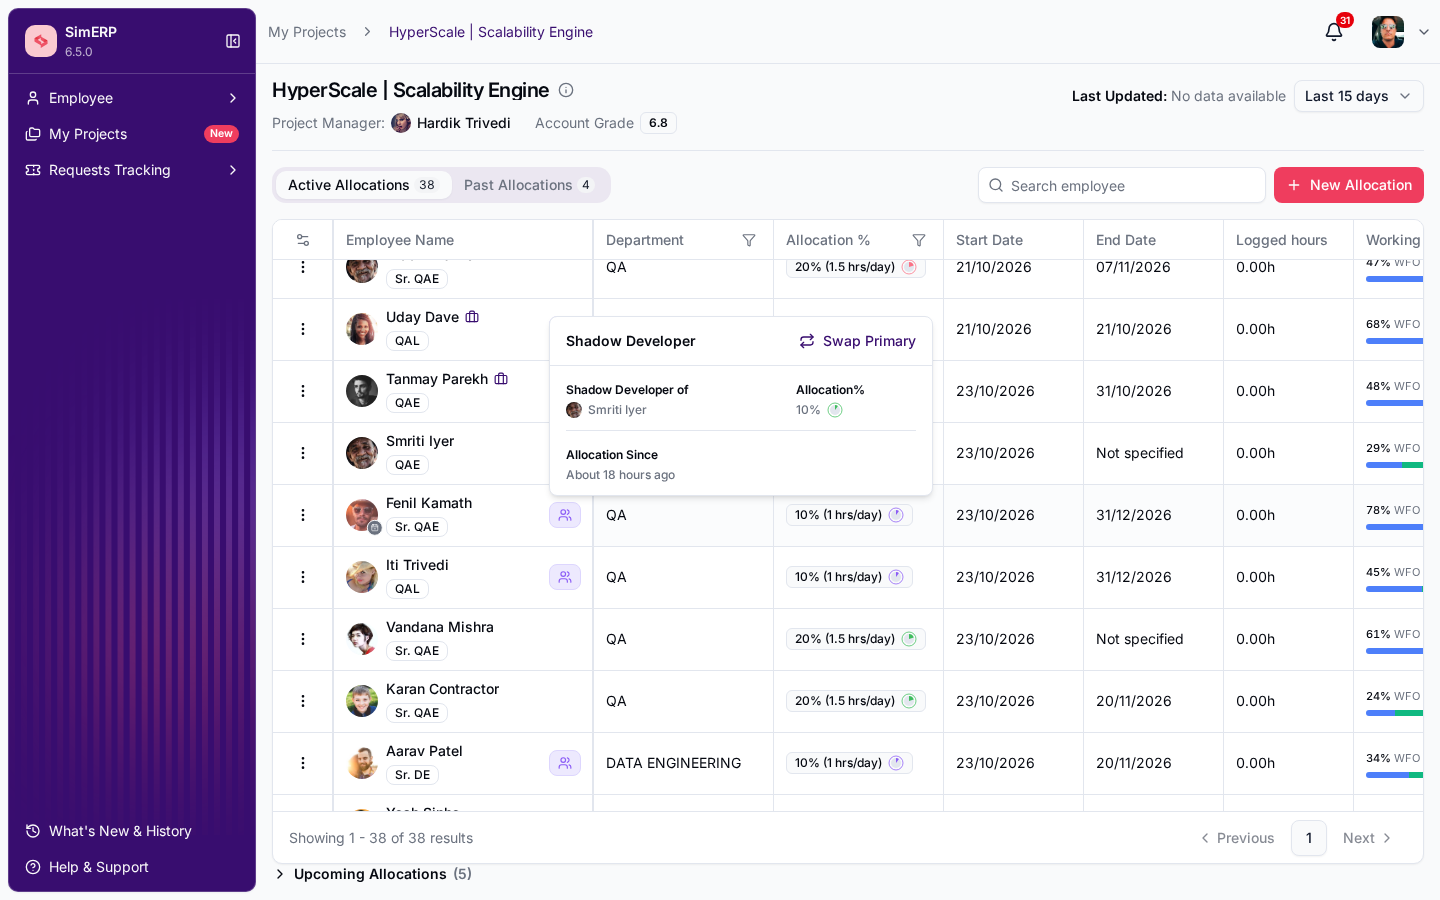 SimERP
6.5.0
Employee
My Projects
New
Requests Tracking
What's New & History
Help & Support
My Projects
HyperScale | Scalability Engine
31
HyperScale | Scalability Engine
Project Manager:
Hardik Trivedi
Account Grade
6.8
Last Updated: No data available
Last 15 days
Active Allocations 38
Past Allocations 4
Search employee
New Allocation
Employee Name
Department
Allocation %
Start Date
End Date
Logged hours
Working
Sr. QAE
QA
20% (1.5 hrs/day)
21/10/2026
07/11/2026
0.00h
47% WFO
Uday Dave
QAL
21/10/2026
21/10/2026
0.00h
68% WFO
Tanmay Parekh
QAE
23/10/2026
31/10/2026
0.00h
48% WFO
Smriti Iyer
QAE
23/10/2026
Not specified
0.00h
29% WFO
Shadow Developer
Swap Primary
Shadow Developer of
Smriti Iyer
Allocation%
10%
Allocation Since
About 18 hours ago
Fenil Kamath
Sr. QAE
QA
10% (1 hrs/day)
23/10/2026
31/12/2026
0.00h
78% WFO
Iti Trivedi
QAL
QA
10% (1 hrs/day)
23/10/2026
31/12/2026
0.00h
45% WFO
Vandana Mishra
Sr. QAE
QA
20% (1.5 hrs/day)
23/10/2026
Not specified
0.00h
61% WFO
Karan Contractor
Sr. QAE
QA
20% (1.5 hrs/day)
23/10/2026
20/11/2026
0.00h
24% WFO
Aarav Patel
Sr. DE
DATA ENGINEERING
10% (1 hrs/day)
23/10/2026
20/11/2026
0.00h
34% WFO
Showing 1 - 38 of 38 results
Previous
1
Next
Upcoming Allocations (5)